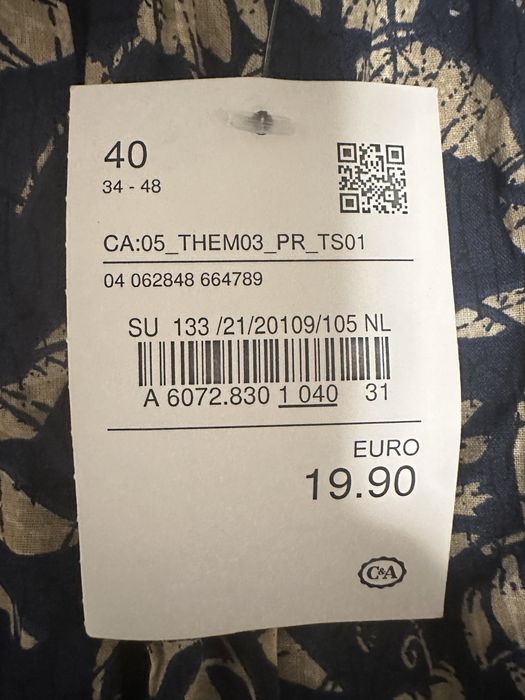 40
34 - 48
CA:05_THEM03_PR_TS01
04 062848 664789
SU 133 /21/20109/105 NL
A 6072.830 1 040 31
EURO
19.90
C&A